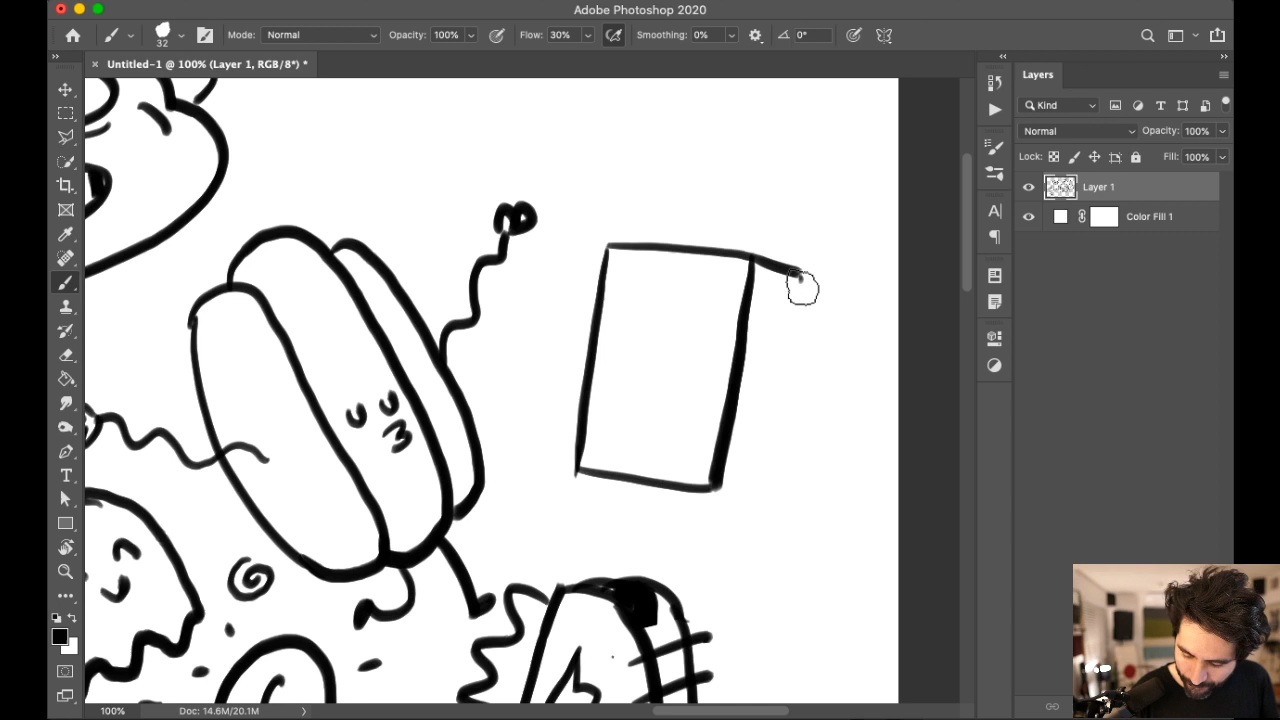 Adobe Photoshop 2020
32
Mode: Normal
Opacity: 100%
Flow: 30%
Smoothing: 0%
0°
Untitled-1 @ 100% (Layer 1, RGB/8*) *
Layers
Kind
Normal
Opacity: 100%
Lock:
Fill: 100%
Layer 1
Color Fill 1
100%
Doc: 14.6M/20.1M